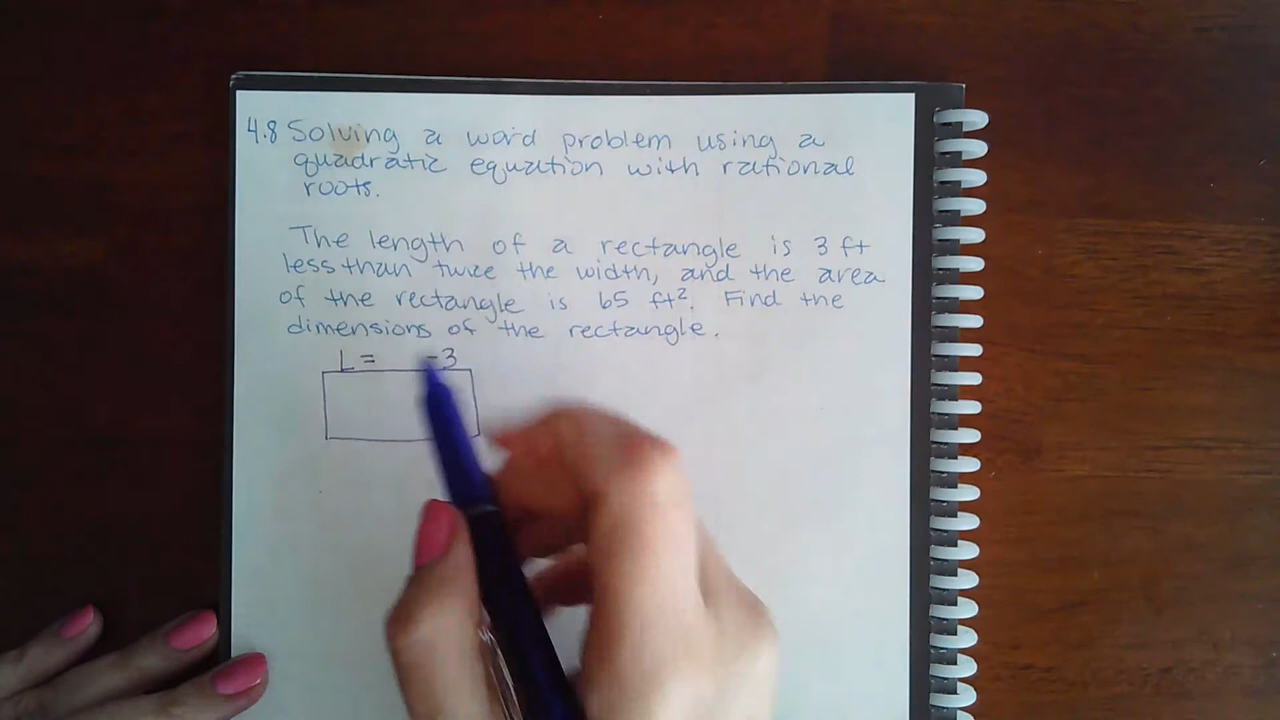 4.8 Solving a word problem using a
quadratic equation with rational
roots.
The length of a rectangle is 3 ft
less than twice the width, and the area
of the rectangle is 65 ft². Find the
dimensions of the rectangle.
L = -3